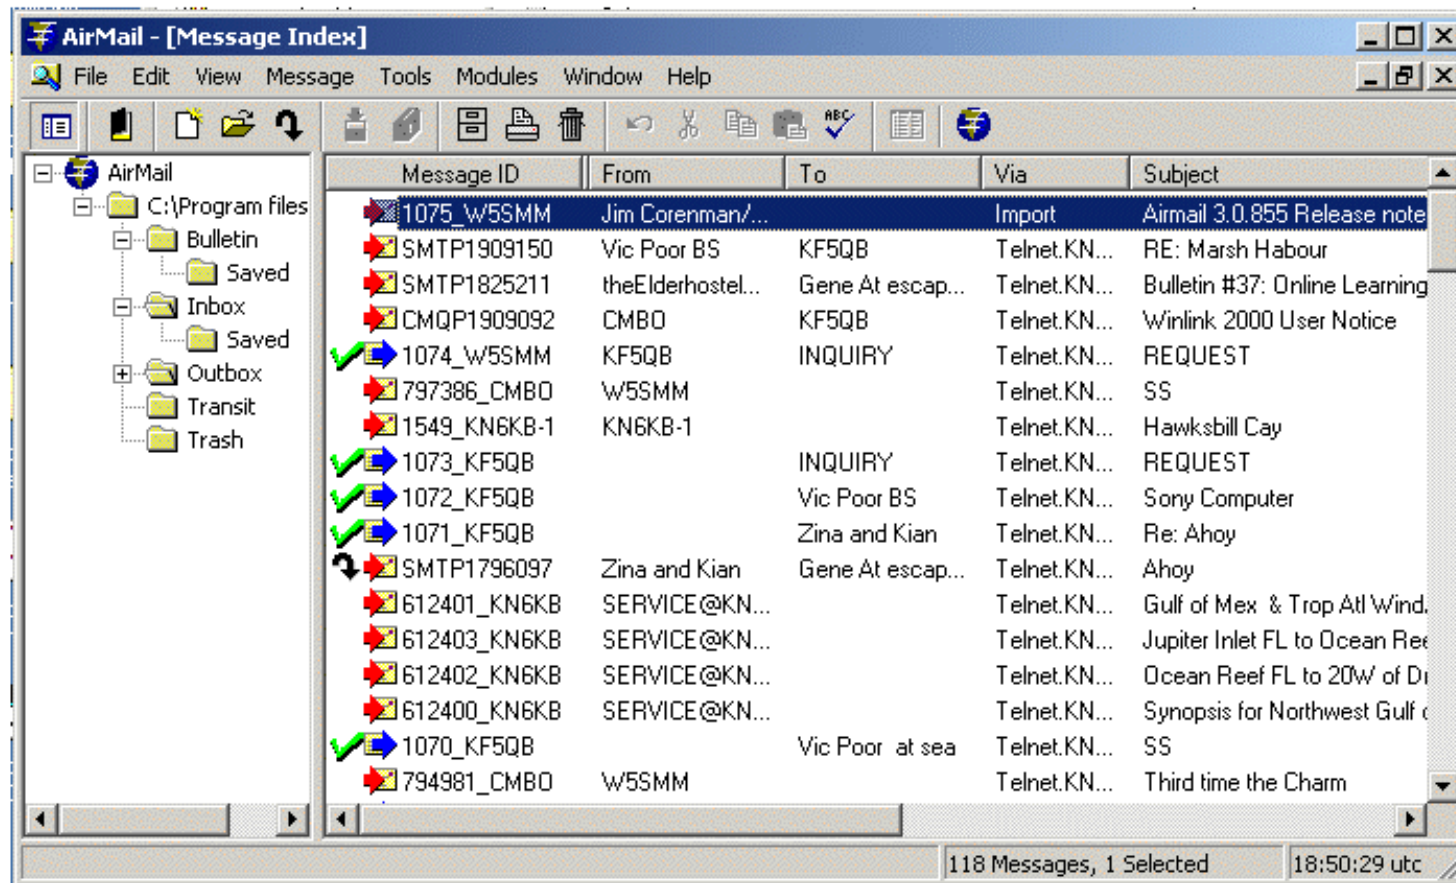 AirMail - [Message Index]
File Edit View Message Tools Modules Window Help
ABC
AirMail
C:\Program files
Bulletin
Saved
Inbox
Saved
Outbox
Transit
Trash
Message ID From To Via Subject
1075_W5SMM Jim Corenman/... Import Airmail 3.0.855 Release note
SMTP1909150 Vic Poor BS KF5QB Telnet.KN... RE: Marsh Habour
SMTP1825211 theElderhostel... Gene At escap... Telnet.KN... Bulletin #37: Online Learning
CMQP1909092 CMBO KF5QB Telnet.KN... Winlink 2000 User Notice
1074_W5SMM KF5QB INQUIRY Telnet.KN... REQUEST
797386_CMBO W5SMM Telnet.KN... SS
1549_KN6KB-1 KN6KB-1 Telnet.KN... Hawksbill Cay
1073_KF5QB INQUIRY Telnet.KN... REQUEST
1072_KF5QB Vic Poor BS Telnet.KN... Sony Computer
1071_KF5QB Zina and Kian Telnet.KN... Re: Ahoy
SMTP1796097 Zina and Kian Gene At escap... Telnet.KN... Ahoy
612401_KN6KB SERVICE@KN... Telnet.KN... Gulf of Mex & Trop Atl Wind
612403_KN6KB SERVICE@KN... Telnet.KN... Jupiter Inlet FL to Ocean Ree
612402_KN6KB SERVICE@KN... Telnet.KN... Ocean Reef FL to 20W of Dr
612400_KN6KB SERVICE@KN... Telnet.KN... Synopsis for Northwest Gulf
1070_KF5QB Vic Poor at sea Telnet.KN... SS
794981_CMBO W5SMM Telnet.KN... Third time the Charm
118 Messages, 1 Selected 18:50:29 utc